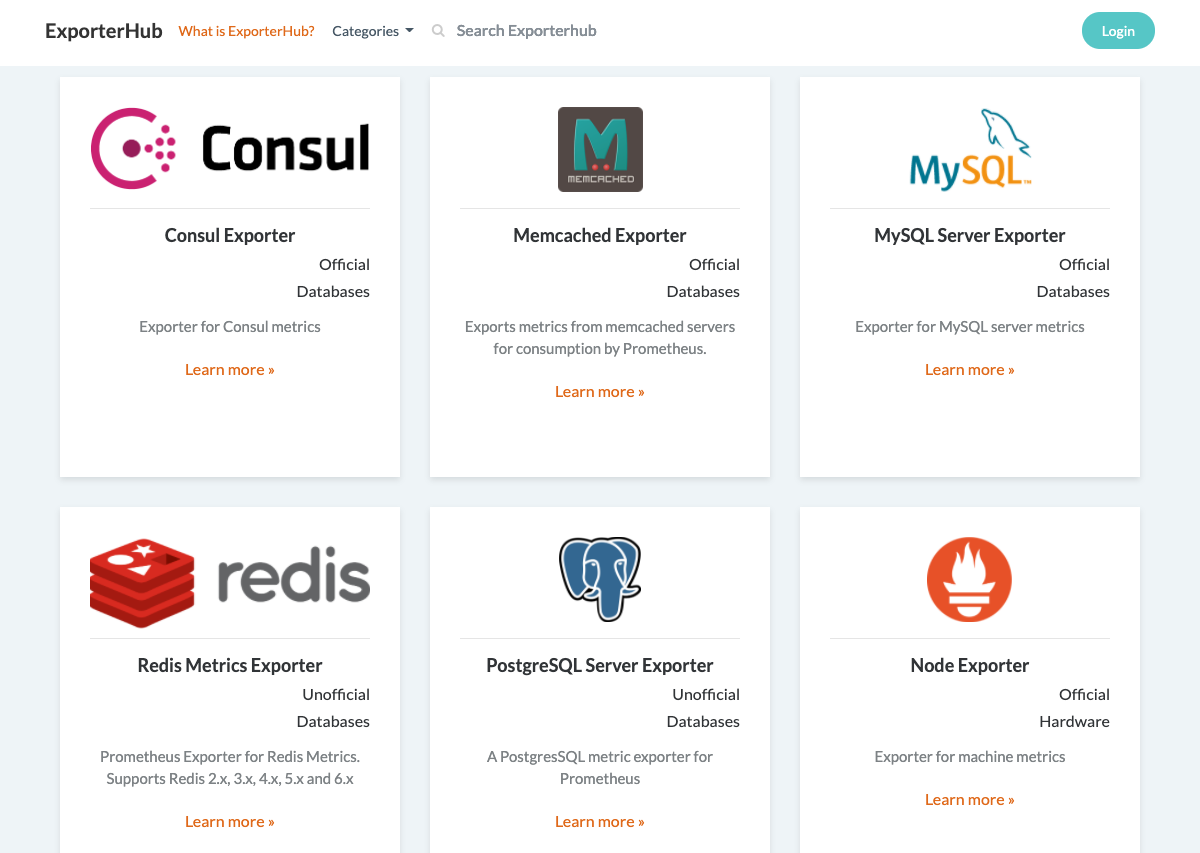 ExporterHub What is ExporterHub? Categories Search Exporterhub Login
Consul
Consul Exporter
Official
Databases
Exporter for Consul metrics
Learn more »
MEMCACHED
Memcached Exporter
Official
Databases
Exports metrics from memcached servers
for consumption by Prometheus.
Learn more »
MySQL™
MySQL Server Exporter
Official
Databases
Exporter for MySQL server metrics
Learn more »
redis
Redis Metrics Exporter
Unofficial
Databases
Prometheus Exporter for Redis Metrics.
Supports Redis 2.x, 3.x, 4.x, 5.x and 6.x
Learn more »
PostgreSQL Server Exporter
Unofficial
Databases
A PostgresSQL metric exporter for
Prometheus
Learn more »
Node Exporter
Official
Hardware
Exporter for machine metrics
Learn more »